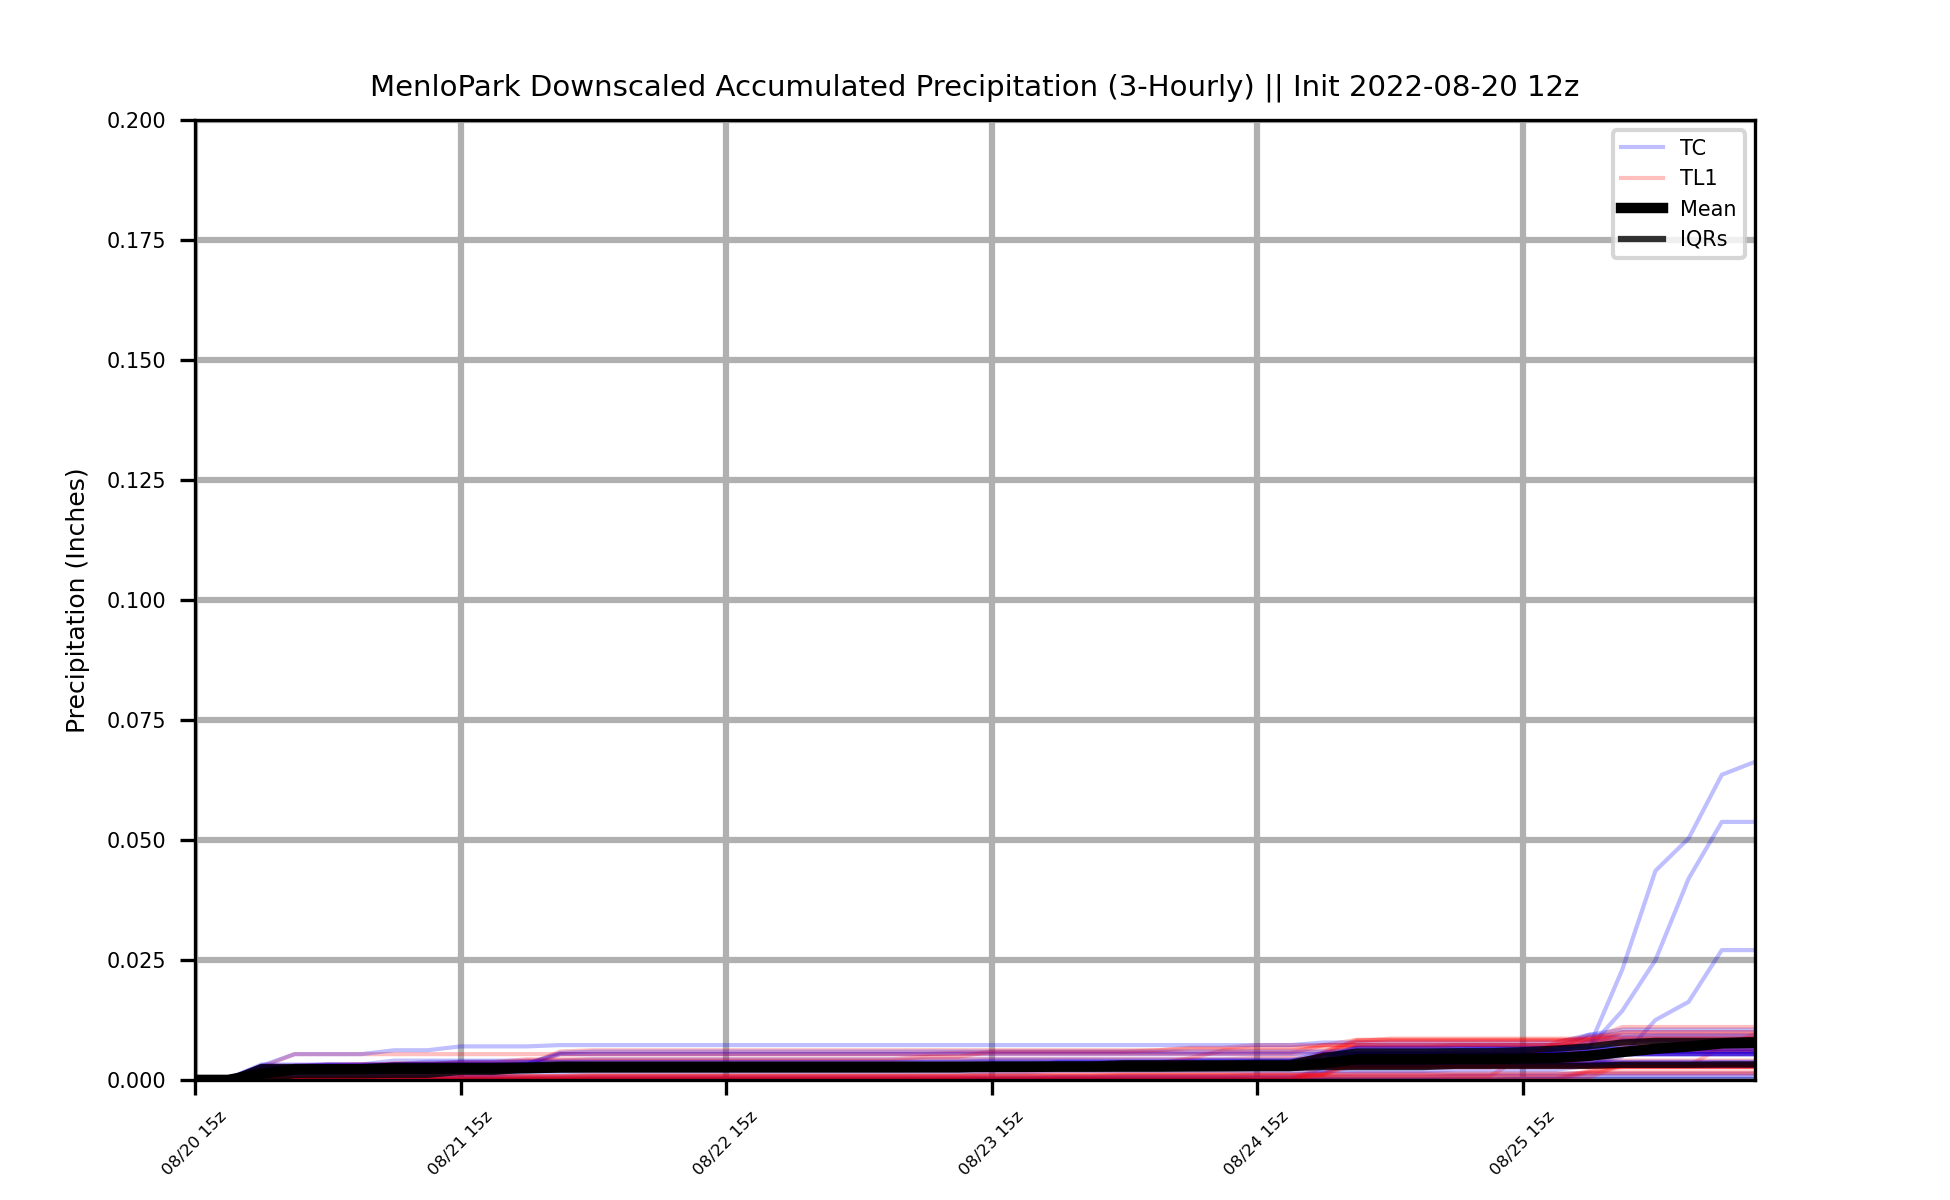 MenloPark Downscaled Accumulated Precipitation (3-Hourly) || Init 2022-08-20 12z
TC
TL1
Mean
IQRs
Precipitation (Inches)
0.200
0.175
0.150
0.125
0.100
0.075
0.050
0.025
0.000
08/20 15z
08/21 15z
08/22 15z
08/23 15z
08/24 15z
08/25 15z